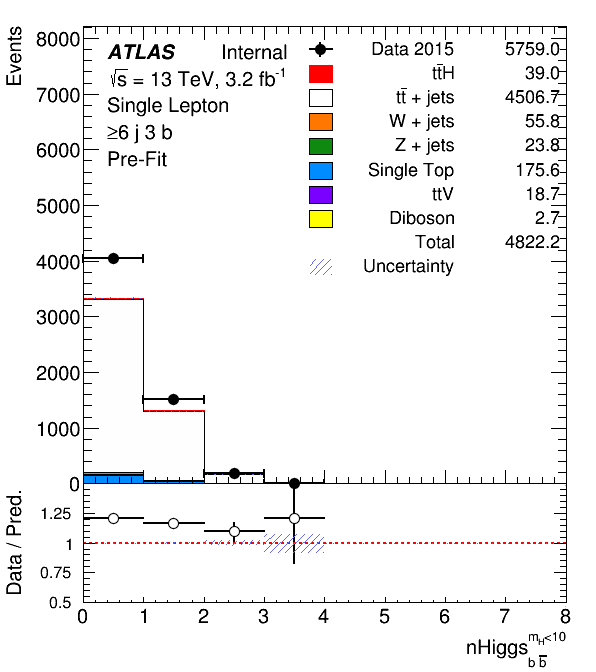 Events
8000
7000
6000
5000
4000
3000
2000
1000
0
ATLAS Internal
√s = 13 TeV, 3.2 fb⁻¹
Single Lepton
≥6 j 3 b
Pre-Fit
Data 2015 5759.0
tt̄H 39.0
tt̄ + jets 4506.7
W + jets 55.8
Z + jets 23.8
Single Top 175.6
ttV 18.7
Diboson 2.7
Total 4822.2
Uncertainty
Data / Pred.
1.25
1
0.75
0.5
0 1 2 3 4 5 6 7 8
nHiggs m_H<10 b b̄